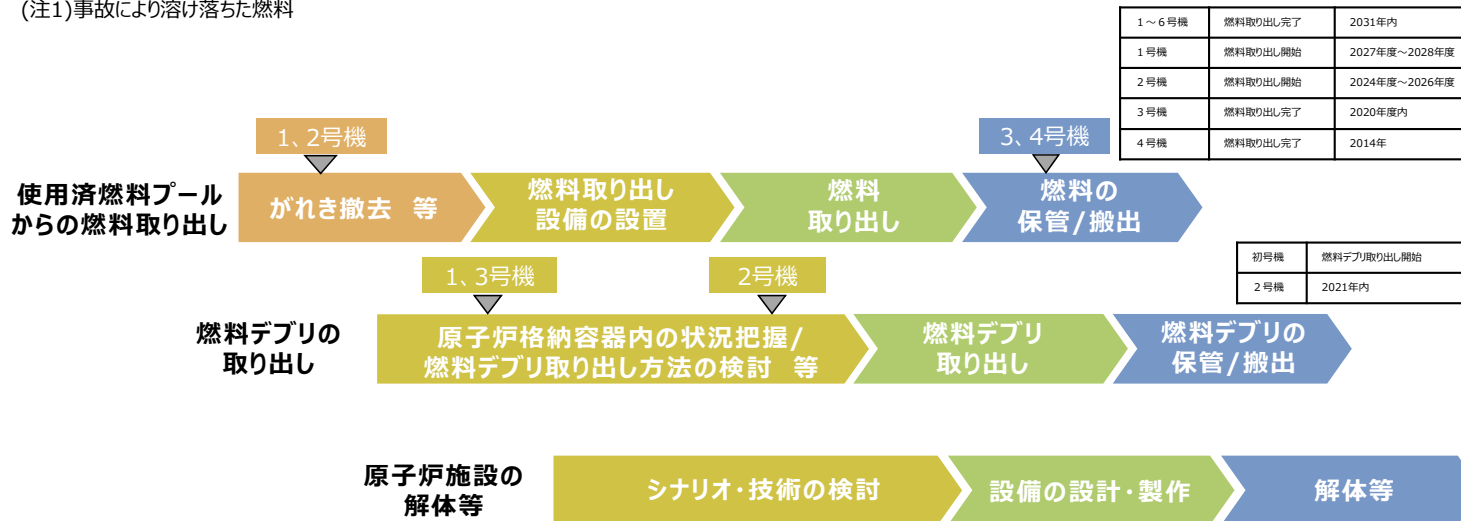 (注1)事故により溶け落ちた燃料
1～6号機 燃料取り出し完了 2031年内
1号機 燃料取り出し開始 2027年度～2028年度
2号機 燃料取り出し開始 2024年度～2026年度
3号機 燃料取り出し完了 2020年度内
4号機 燃料取り出し完了 2014年
1、2号機
3、4号機
使用済燃料プール
からの燃料取り出し
がれき撤去 等
燃料取り出し
設備の設置
燃料
取り出し
燃料の
保管/搬出
初号機 燃料デブリ取り出し開始
2号機 2021年内
1、3号機
2号機
燃料デブリの
取り出し
原子炉格納容器内の状況把握/
燃料デブリ取り出し方法の検討 等
燃料デブリ
取り出し
燃料デブリの
保管/搬出
原子炉施設の
解体等
シナリオ・技術の検討
設備の設計・製作
解体等